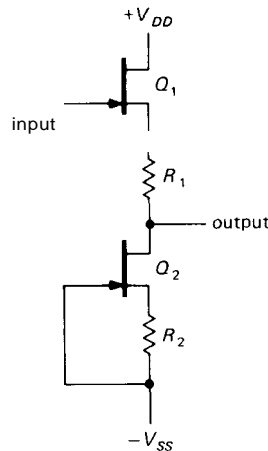 +V_DD
Q_1
input
R_1
output
Q_2
R_2
−V_SS